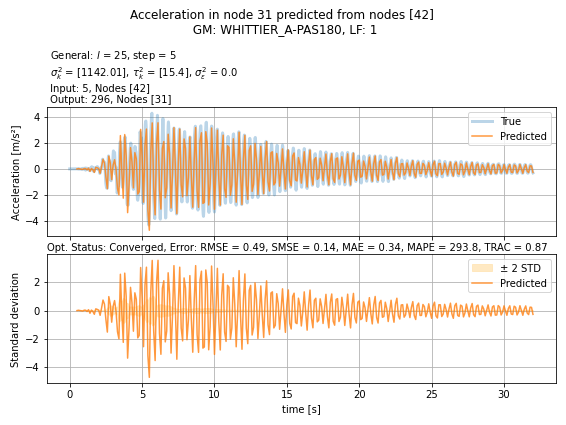 Acceleration in node 31 predicted from nodes [42]
GM: WHITTIER_A-PAS180, LF: 1
General: l = 25, step = 5
σ²ₖ = [1142.01], τ²ₖ = [15.4], σ²ε = 0.0
Input: 5, Nodes [42]
Output: 296, Nodes [31]
Acceleration [m/s²]
4
2
0
−2
−4
True
Predicted
Opt. Status: Converged, Error: RMSE = 0.49, SMSE = 0.14, MAE = 0.34, MAPE = 293.8, TRAC = 0.87
Standard deviation
4
2
0
−2
−4
± 2 STD
Predicted
0 5 10 15 20 25 30
time [s]